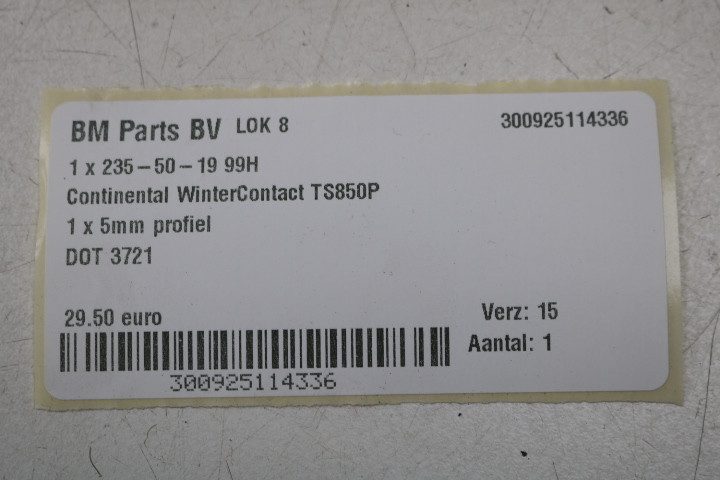 BM Parts BV LOK 8 300925114336
1 x 235-50-19 99H
Continental WinterContact TS850P
1 x 5mm profiel
DOT 3721
29.50 euro Verz: 15
Aantal: 1
300925114336